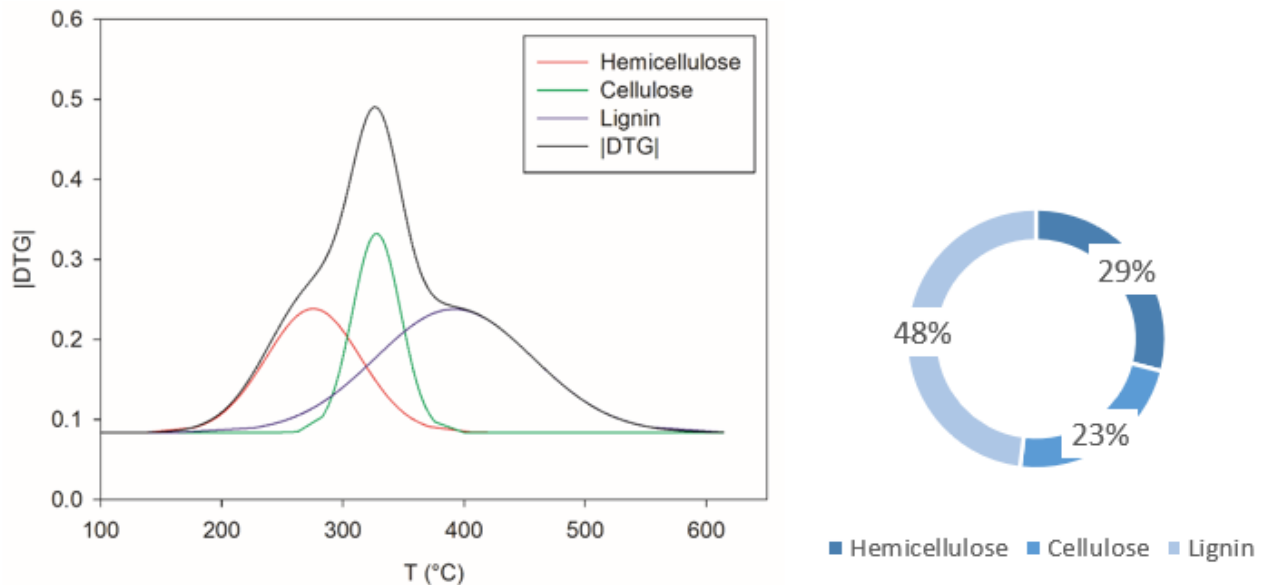 0.6
0.5
0.4
0.3
0.2
0.1
0.0
|DTG|
100 200 300 400 500 600
T (°C)
Hemicellulose
Cellulose
Lignin
|DTG|
29%
48%
23%
Hemicellulose Cellulose Lignin